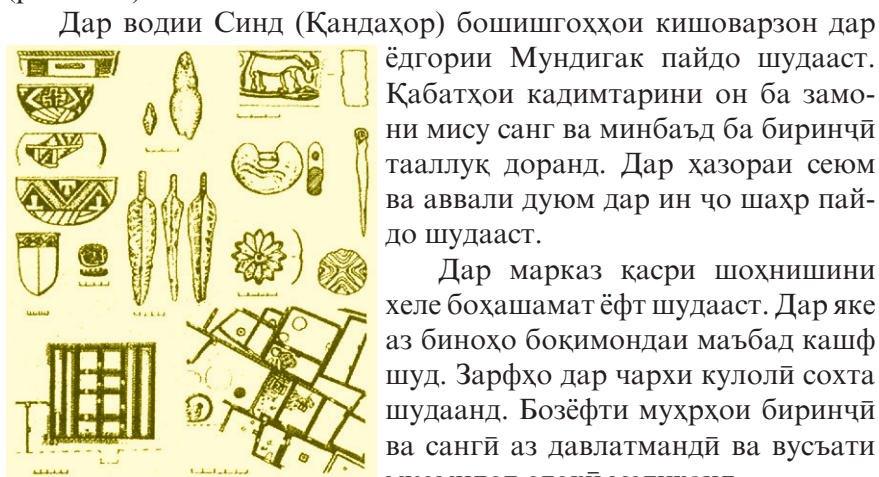 Дар водии Синд (Қандаҳор) бошишгоҳҳои кишоварзон дар
ёдгории Мундигак пайдо шудааст.
Қабатҳои кадимтарини он ба замо-
ни мису санг ва минбаъд ба биринҷӣ
тааллуқ доранд. Дар ҳазораи сеюм
ва аввали дуюм дар ин ҷо шаҳр пай-
до шудааст.
Дар марказ қасри шоҳнишини
хеле боҳашамат ёфт шудааст. Дар яке
аз биноҳо боқимондаи маъбад кашф
шуд. Зарфҳо дар чархи кулолӣ сохта
шудаанд. Бозёфти муҳрҳои биринҷӣ
ва сангӣ аз давлатмандӣ ва вусъати